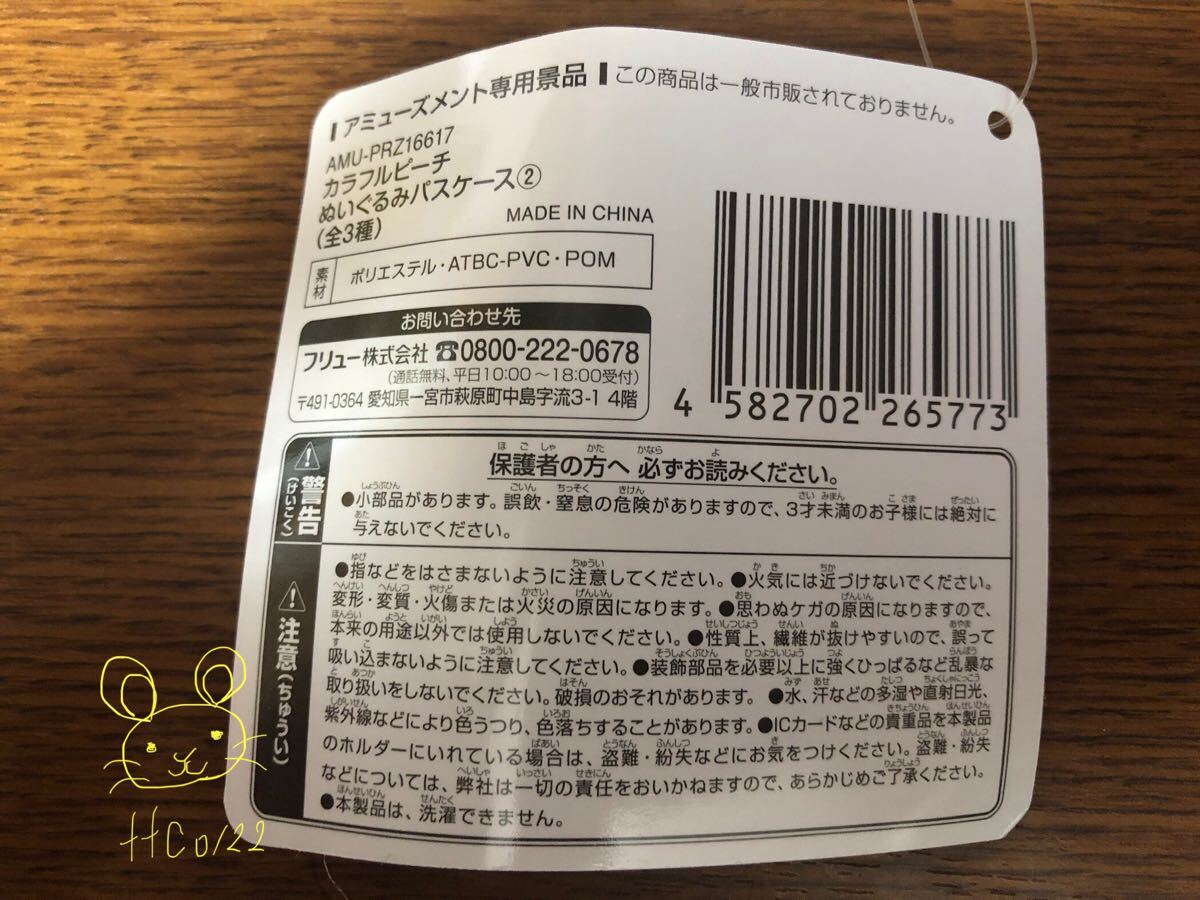 アミューズメント専用景品 この商品は一般市販されておりません。
AMU-PRZ16617
カラフルピーチ
ぬいぐるみパスケース②
(全3種)
MADE IN CHINA
素材 ポリエステル・ATBC-PVC・POM
お問い合わせ先
フリュー株式会社 ☎0800-222-0678
(通話無料、平日10:00〜18:00受付)
〒491-0364 愛知県一宮市萩原町中島字流3-1 4階
4 582702 265773
警告(けいこく)
保護者の方へ 必ずお読みください。
●小部品があります。誤飲・窒息の危険がありますので、3才未満のお子様には絶対に
与えないでください。
注意(ちゅうい)
●指などをはさまないように注意してください。●火気には近づけないでください。
変形・変質・火傷または火災の原因になります。●思わぬケガの原因になりますので、
本来の用途以外では使用しないでください。●性質上、繊維が抜けやすいので、誤って
吸い込まないように注意してください。●装飾部品を必要以上に強くひっぱるなど乱暴な
取り扱いをしないでください。破損のおそれがあります。●水、汗などの多湿や直射日光、
紫外線などにより色うつり、色落ちすることがあります。●ICカードなどの貴重品を本製品
のホルダーにいれている場合は、盗難・紛失などにお気をつけください。盗難・紛失
などについては、弊社は一切の責任をおいかねますので、あらかじめご了承ください。
●本製品は、洗濯できません。
HCo122